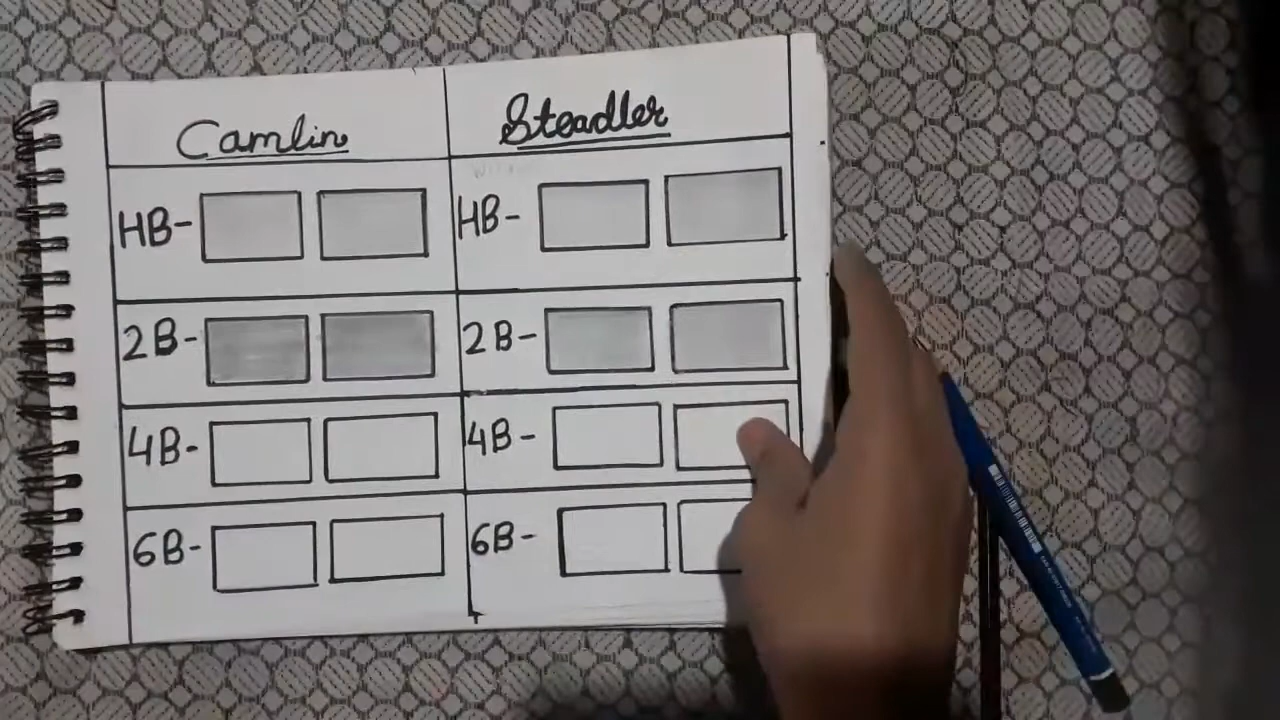 Camlin Steadler
HB- HB-
2B- 2B-
4B- 4B-
6B- 6B-